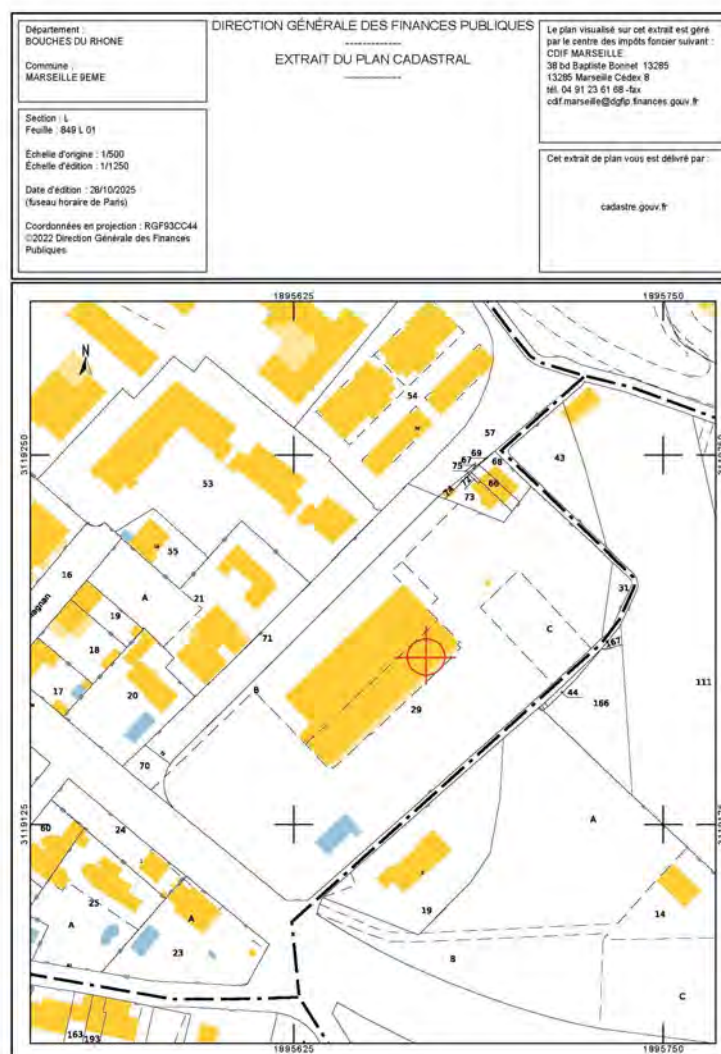 Département :
BOUCHES DU RHONE
Commune :
MARSEILLE 9EME
Section : L
Feuille : 849 L 01
Échelle d'origine : 1/500
Échelle d'édition : 1/1250
Date d'édition : 28/10/2025
(fuseau horaire de Paris)
Coordonnées en projection : RGF93CC44
©2022 Direction Générale des Finances
Publiques
DIRECTION GÉNÉRALE DES FINANCES PUBLIQUES
---------------
EXTRAIT DU PLAN CADASTRAL
---------------
Le plan visualisé sur cet extrait est géré
par le centre des impôts foncier suivant :
CDIF MARSEILLE
38 bd Baptiste Bonnet 13285
13285 Marseille Cédex 8
tél. 04 91 23 61 68 -fax
cdif.marseille@dgfip.finances.gouv.fr
Cet extrait de plan vous est délivré par :
cadastre.gouv.fr
1895625
1895750
N
54
57
3119250
69
67
75
68
43
74
72
66
73
53
55
16
A
21
19
31
C
18
71
167
17
20
44
166
111
B
29
70
3119125
3119125
60
24
A
25
19
14
A
A
23
B
C
163
193
1895625
1895750